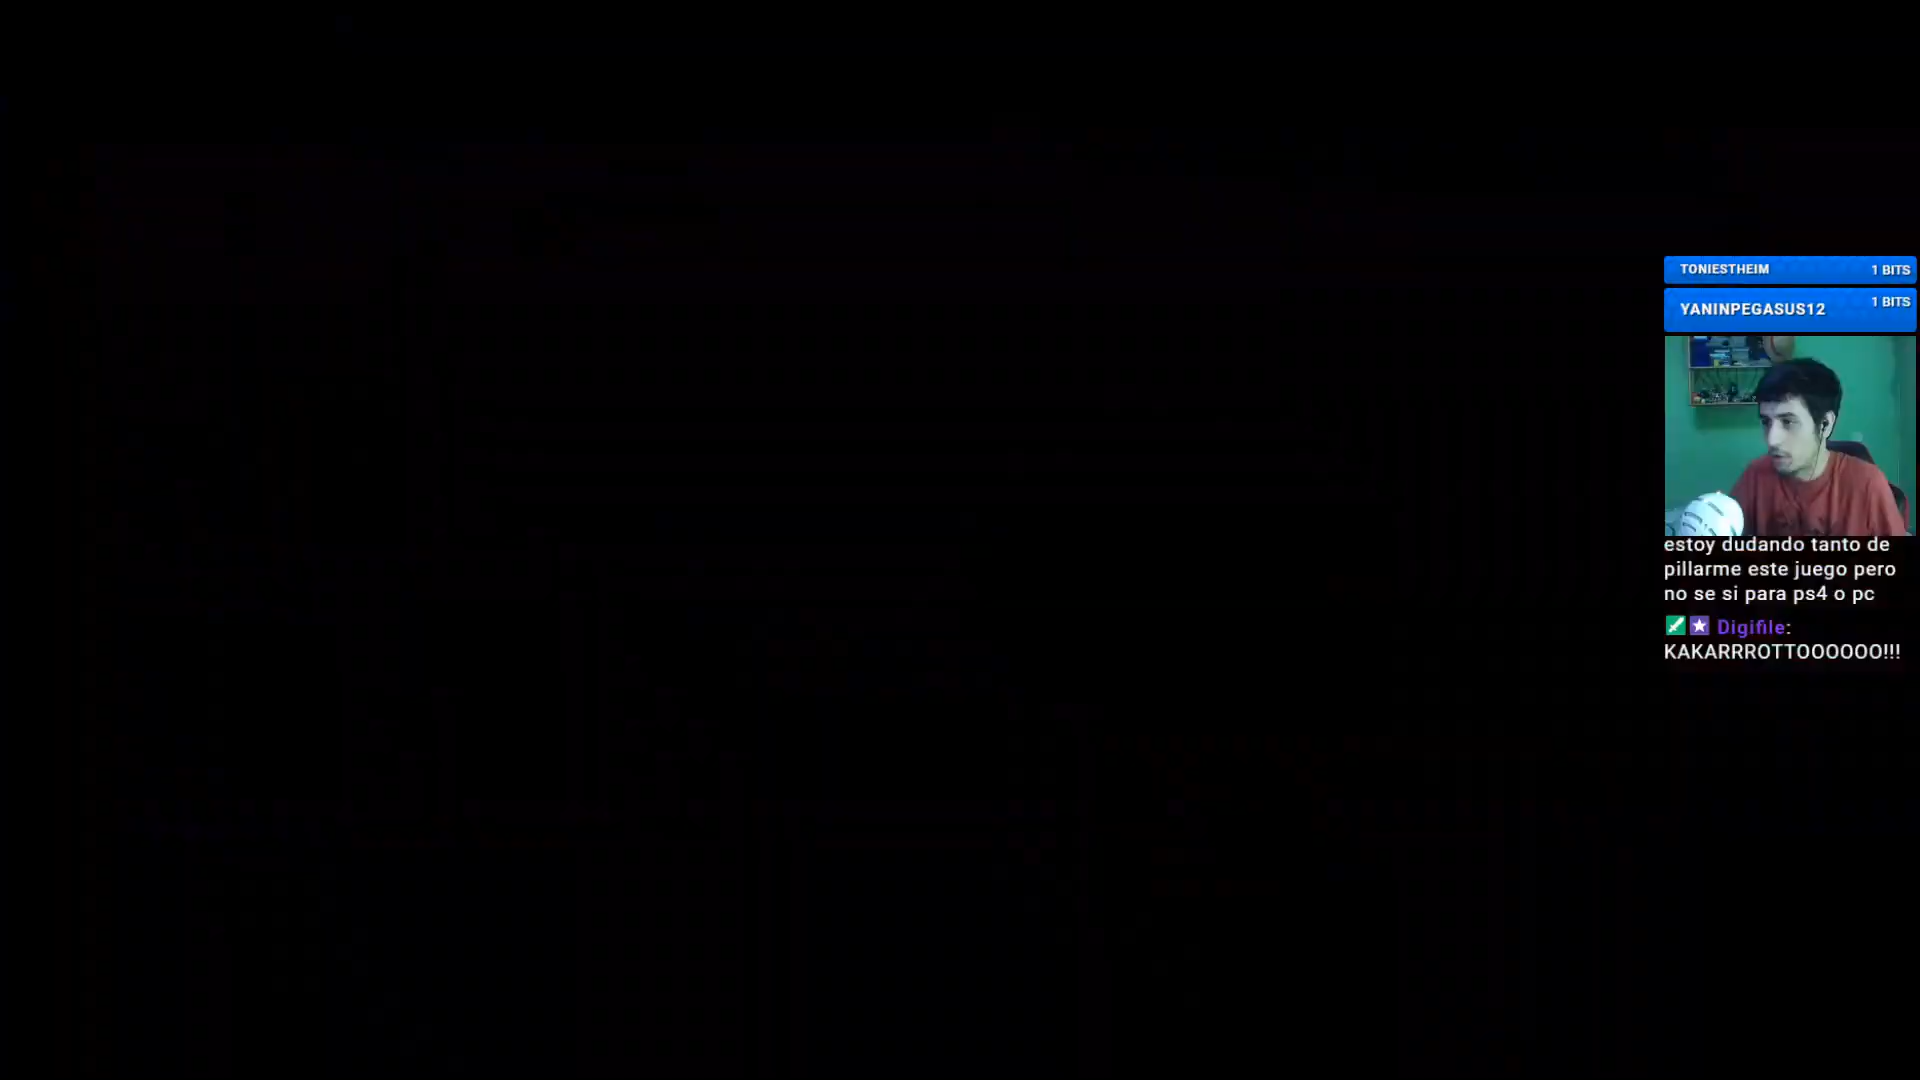 TONIESTHEIM 1 BITS
YANINPEGASUS12 1 BITS
estoy dudando tanto de
pillarme este juego pero
no se si para ps4 o pc
Digifile:
KAKARRROTTOOOOOO!!!